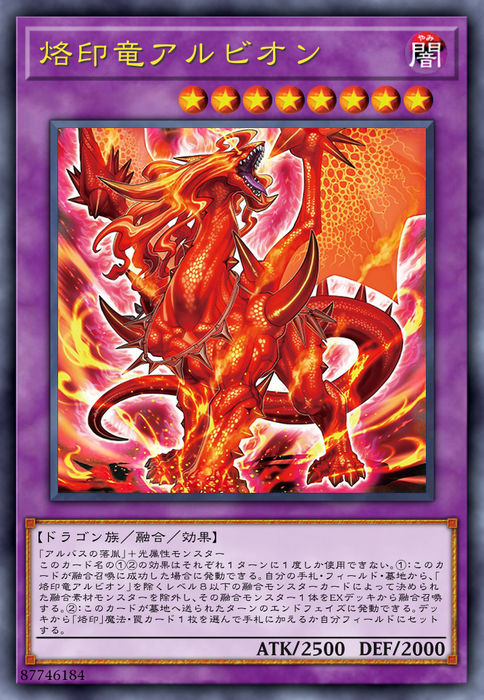 烙印竜アルビオン
やみ
闇
【ドラゴン族／融合／効果】
「アルバスの落胤」＋光属性モンスター
このカード名の①②の効果はそれぞれ１ターンに１度しか使用できない。①：このカ
ードが融合召喚に成功した場合に発動できる。自分の手札・フィールド・墓地から、「
烙印竜アルビオン」を除くレベル８以下の融合モンスターカードによって決められ
た融合素材モンスターを除外し、その融合モンスター１体をEXデッキから融合召喚
する。②：このカードが墓地へ送られたターンのエンドフェイズに発動できる。デッ
キから「烙印」魔法・罠カード１枚を選んで手札に加えるか自分フィールドにセット
する。
ATK/2500 DEF/2000
87746184